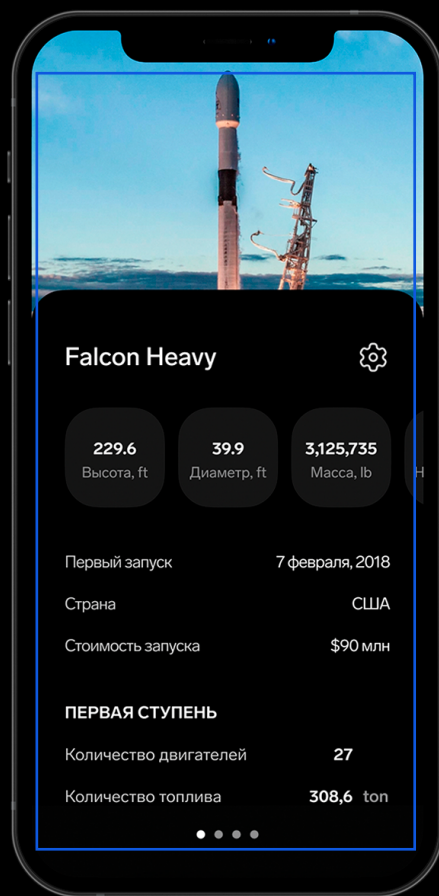 Falcon Heavy
229.6 39.9 3,125,735
Высота, ft Диаметр, ft Масса, lb
Первый запуск 7 февраля, 2018
Страна США
Стоимость запуска $90 млн
ПЕРВАЯ СТУПЕНЬ
Количество двигателей 27
Количество топлива 308,6 ton